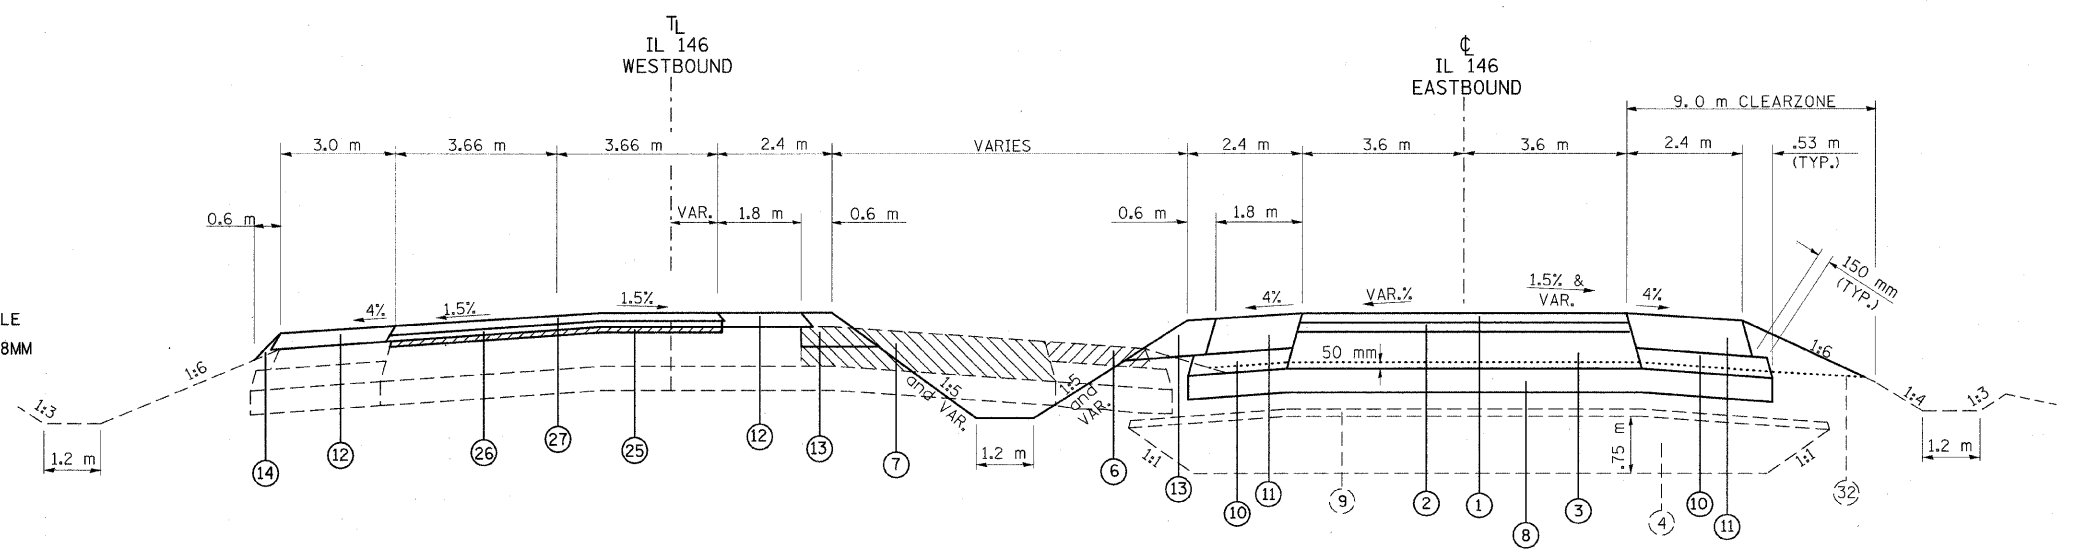 TL
IL 146
WESTBOUND
CL
IL 146
EASTBOUND
9.0 m CLEARZONE
3.0 m
3.66 m
3.66 m
2.4 m
VARIES
2.4 m
3.6 m
3.6 m
2.4 m
.53 m
(TYP.)
0.6 m
VAR.
1.8 m
0.6 m
0.6 m
1.8 m
150 mm
(TYP.)
LE
8MM
4%
1.5%
1.5%
4%
VAR.%
1.5% &
VAR.
4%
1:6
1:3
1:6
1:4
1:3
50 mm
1:5
and VAR.
1:5
and
VAR.
1:1
.75 m
1:1
1.2 m
1.2 m
1.2 m
14
12
26
27
25
12
13
7
6
13
10
11
9
2
1
8
3
4
10
11
32